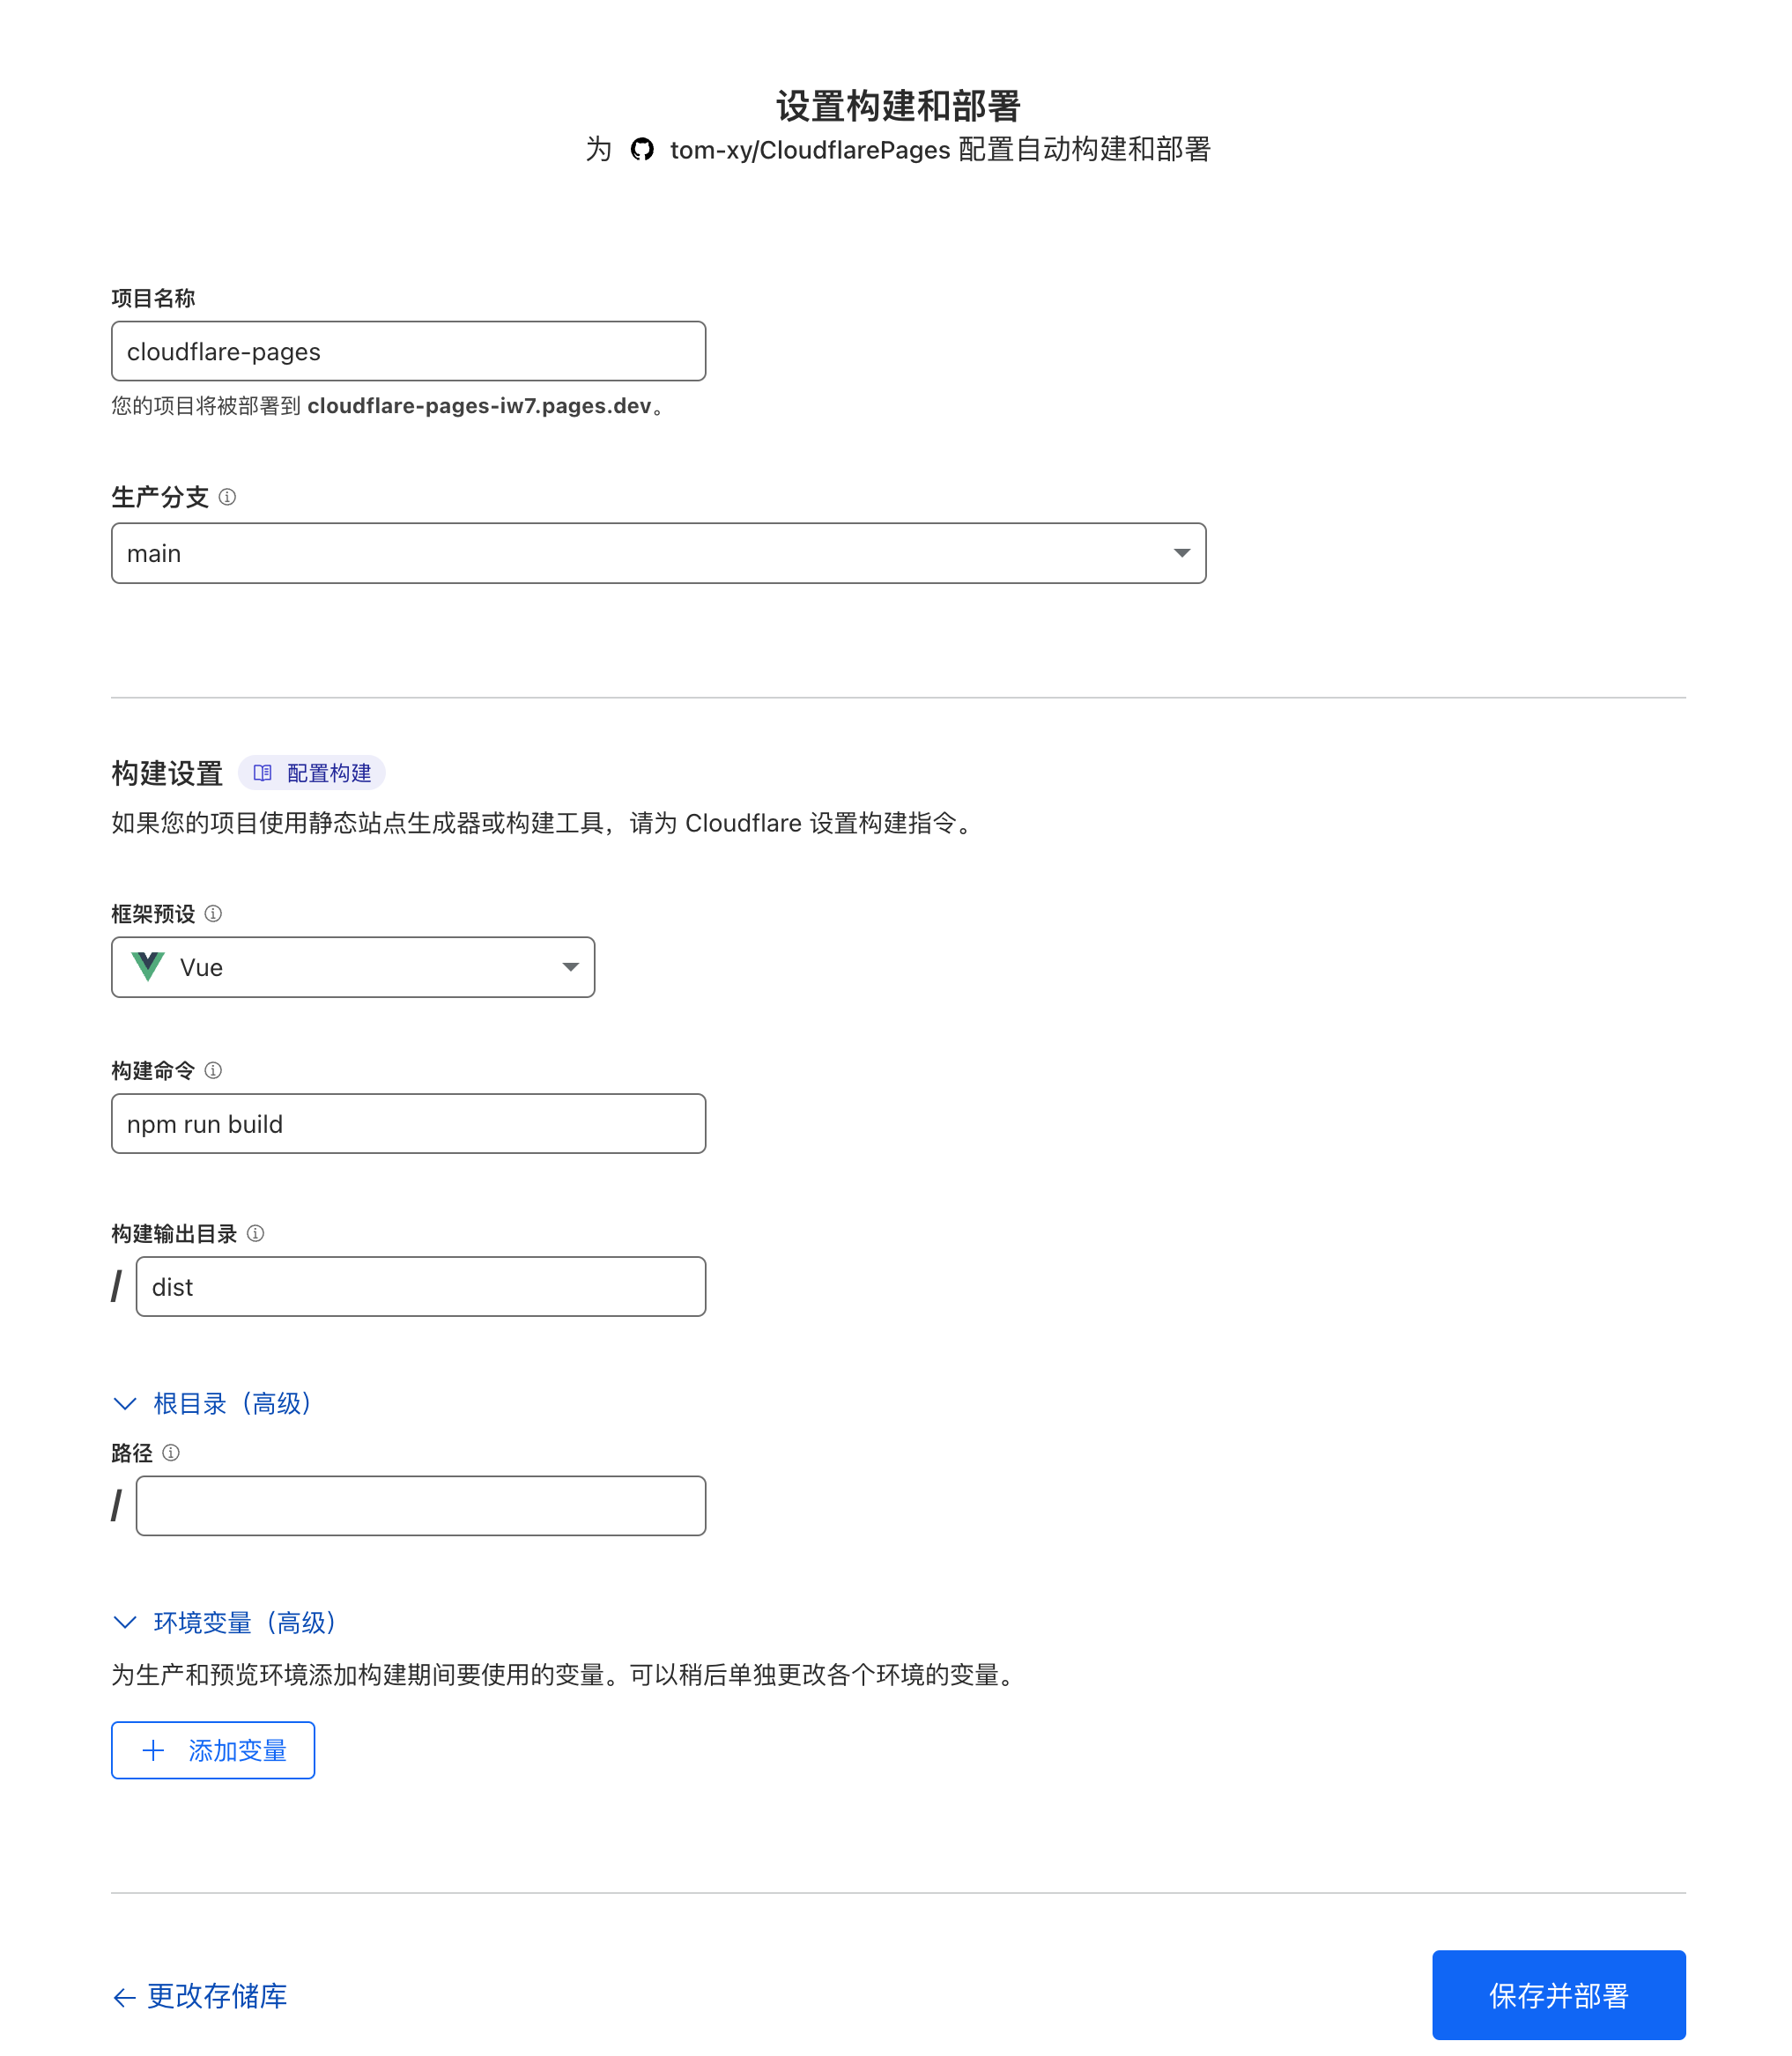 设置构建和部署
为 tom-xy/CloudflarePages 配置自动构建和部署
项目名称
cloudflare-pages
您的项目将被部署到 cloudflare-pages-iw7.pages.dev。
生产分支
main
构建设置 配置构建
如果您的项目使用静态站点生成器或构建工具，请为 Cloudflare 设置构建指令。
框架预设
Vue
构建命令
npm run build
构建输出目录
/ dist
根目录（高级）
路径
/
环境变量（高级）
为生产和预览环境添加构建期间要使用的变量。可以稍后单独更改各个环境的变量。
+ 添加变量
← 更改存储库
保存并部署